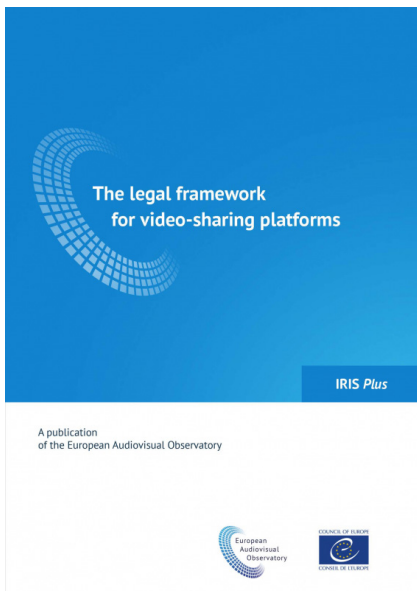 The legal framework
for video-sharing platforms
IRIS Plus
A publication
of the European Audiovisual Observatory
European
Audiovisual
Observatory
COUNCIL OF EUROPE
CONSEIL DE L'EUROPE